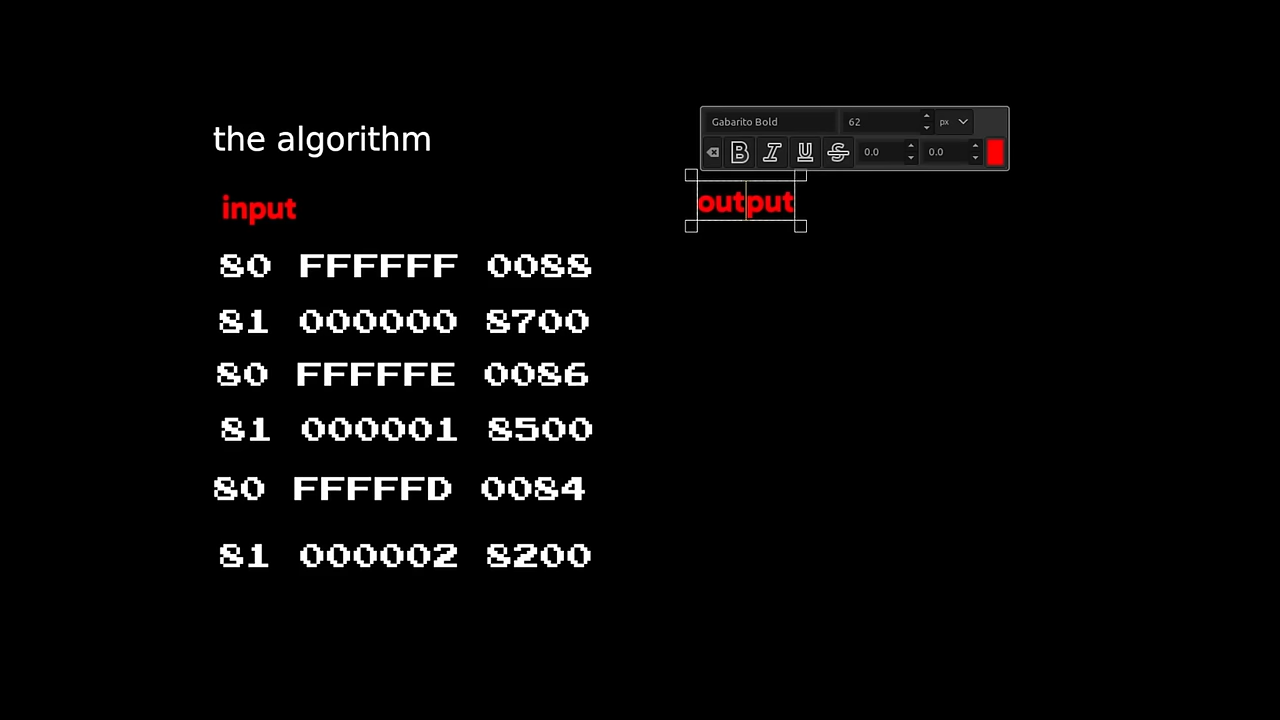 the algorithm
Gabarito Bold 62 px
B I U S 0.0 0.0
input
output
80 FFFFFF 0088
81 000000 8700
80 FFFFFE 0086
81 000001 8500
80 FFFFFD 0084
81 000002 8200